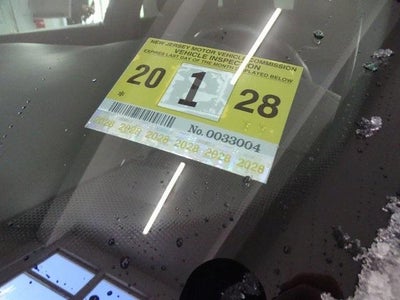 NEW JERSEY MOTOR VEHICLE COMMISSION
VEHICLE INSPECTION
EXPIRES LAST DAY OF THE MONTH DISPLAYED BELOW
20 1 28
No. 0033004
2028 2028 2028 2028 2028 2028 2028